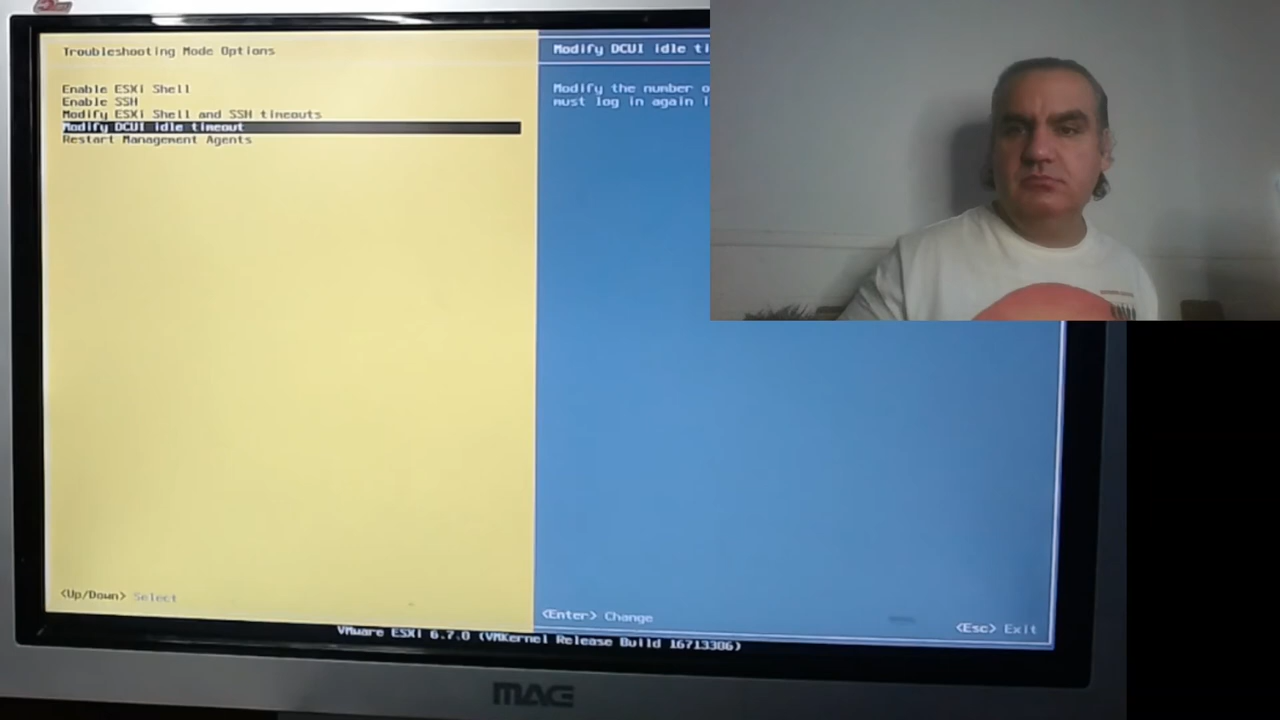 Troubleshooting Mode Options
Enable ESXi Shell
Enable SSH
Modify ESXi Shell and SSH timeouts
Modify DCUI idle timeout
Restart Management Agents
<Up/Down> Select
Modify DCUI idle ti
Modify the number o
must log in again
<Enter> Change
<Esc> Exit
VMware ESXi 6.7.0 (VMKernel Release Build 16713306)
MAG